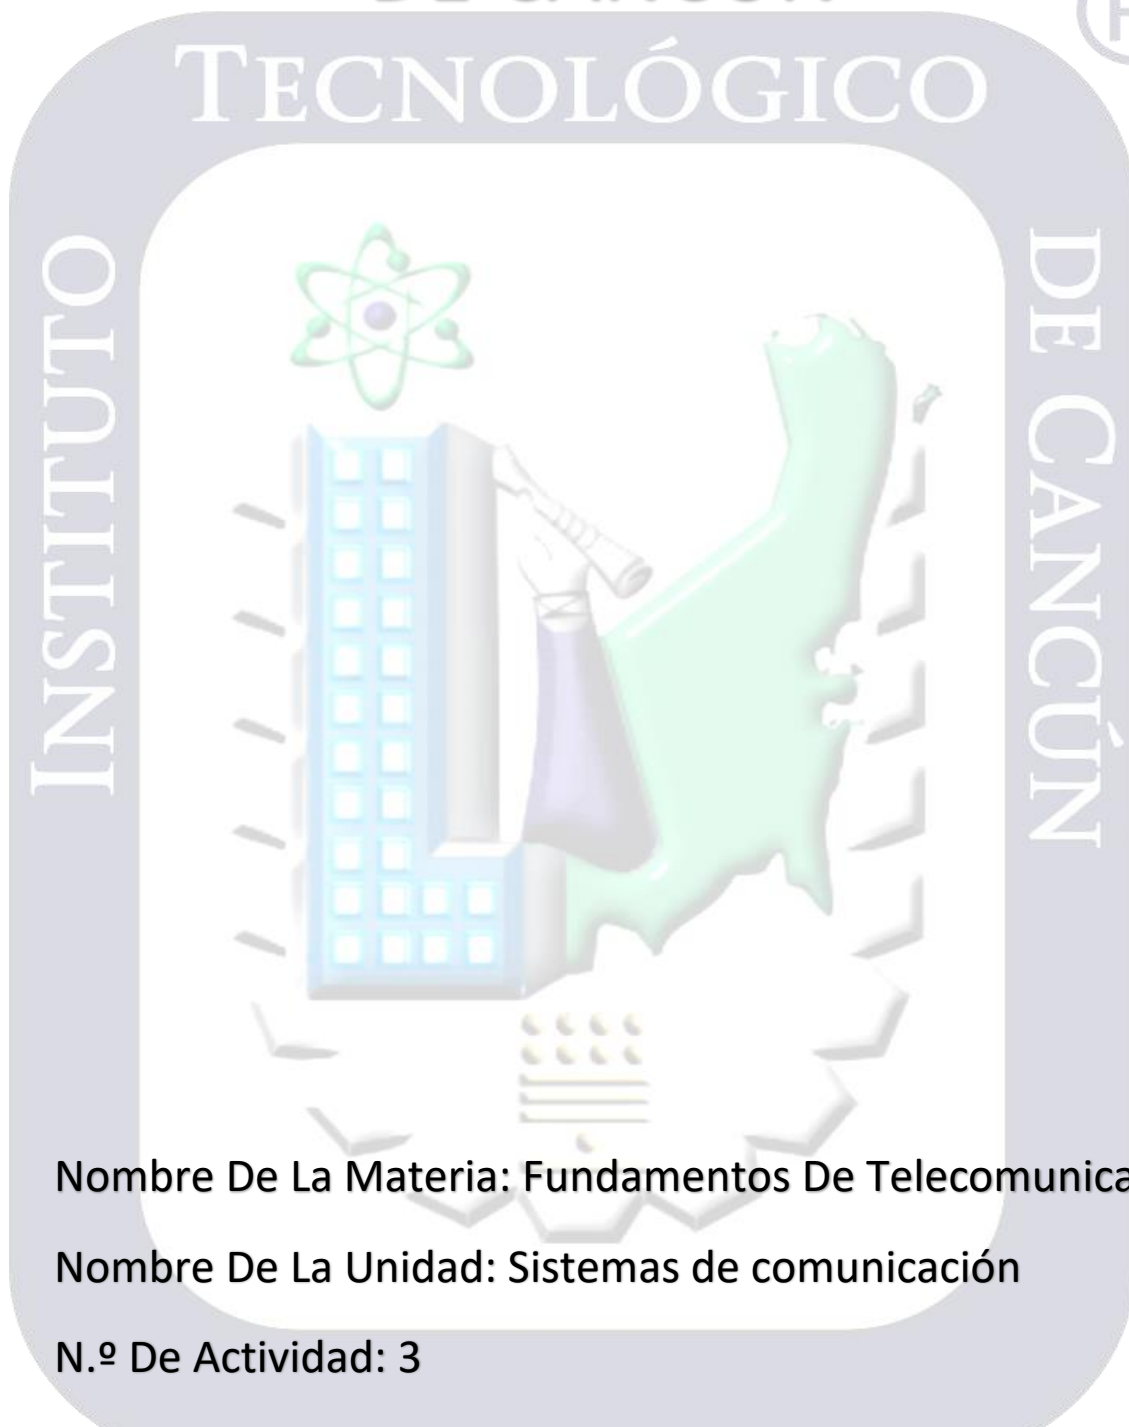 TECNOLÓGICO
INSTITUTO
DE CANCÚN
Nombre De La Materia: Fundamentos De
Nombre De La Unidad: Sistemas de comunicación
N.º De Actividad: 3